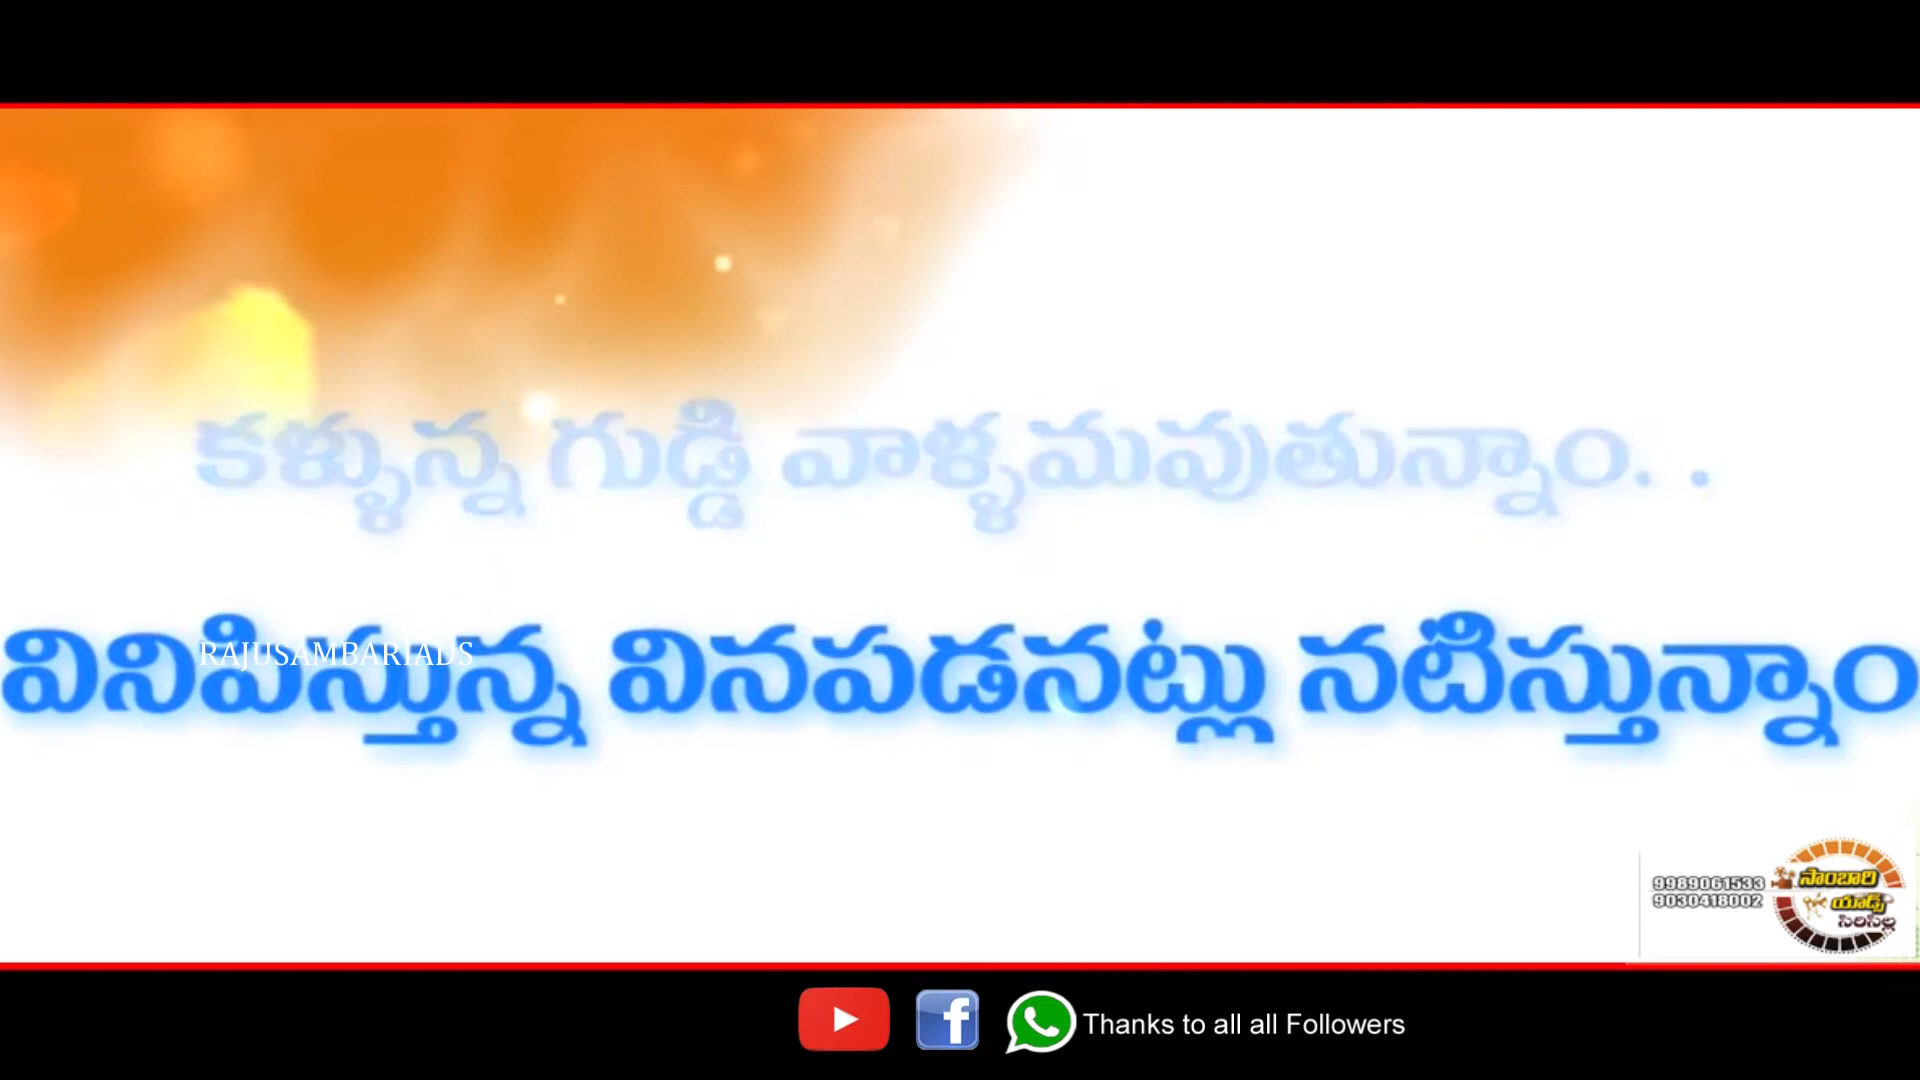 కళ్ళున్న గుడ్డి వాళ్ళమవుతున్నాం. .
వినిపిస్తున్న వినపడనట్లు నటిస్తున్నాం
RAJUSAMBARIADS
9989061533
9030418002
సాంబారి
యాడ్స్
సిరిసిల్ల
Thanks to all all Followers